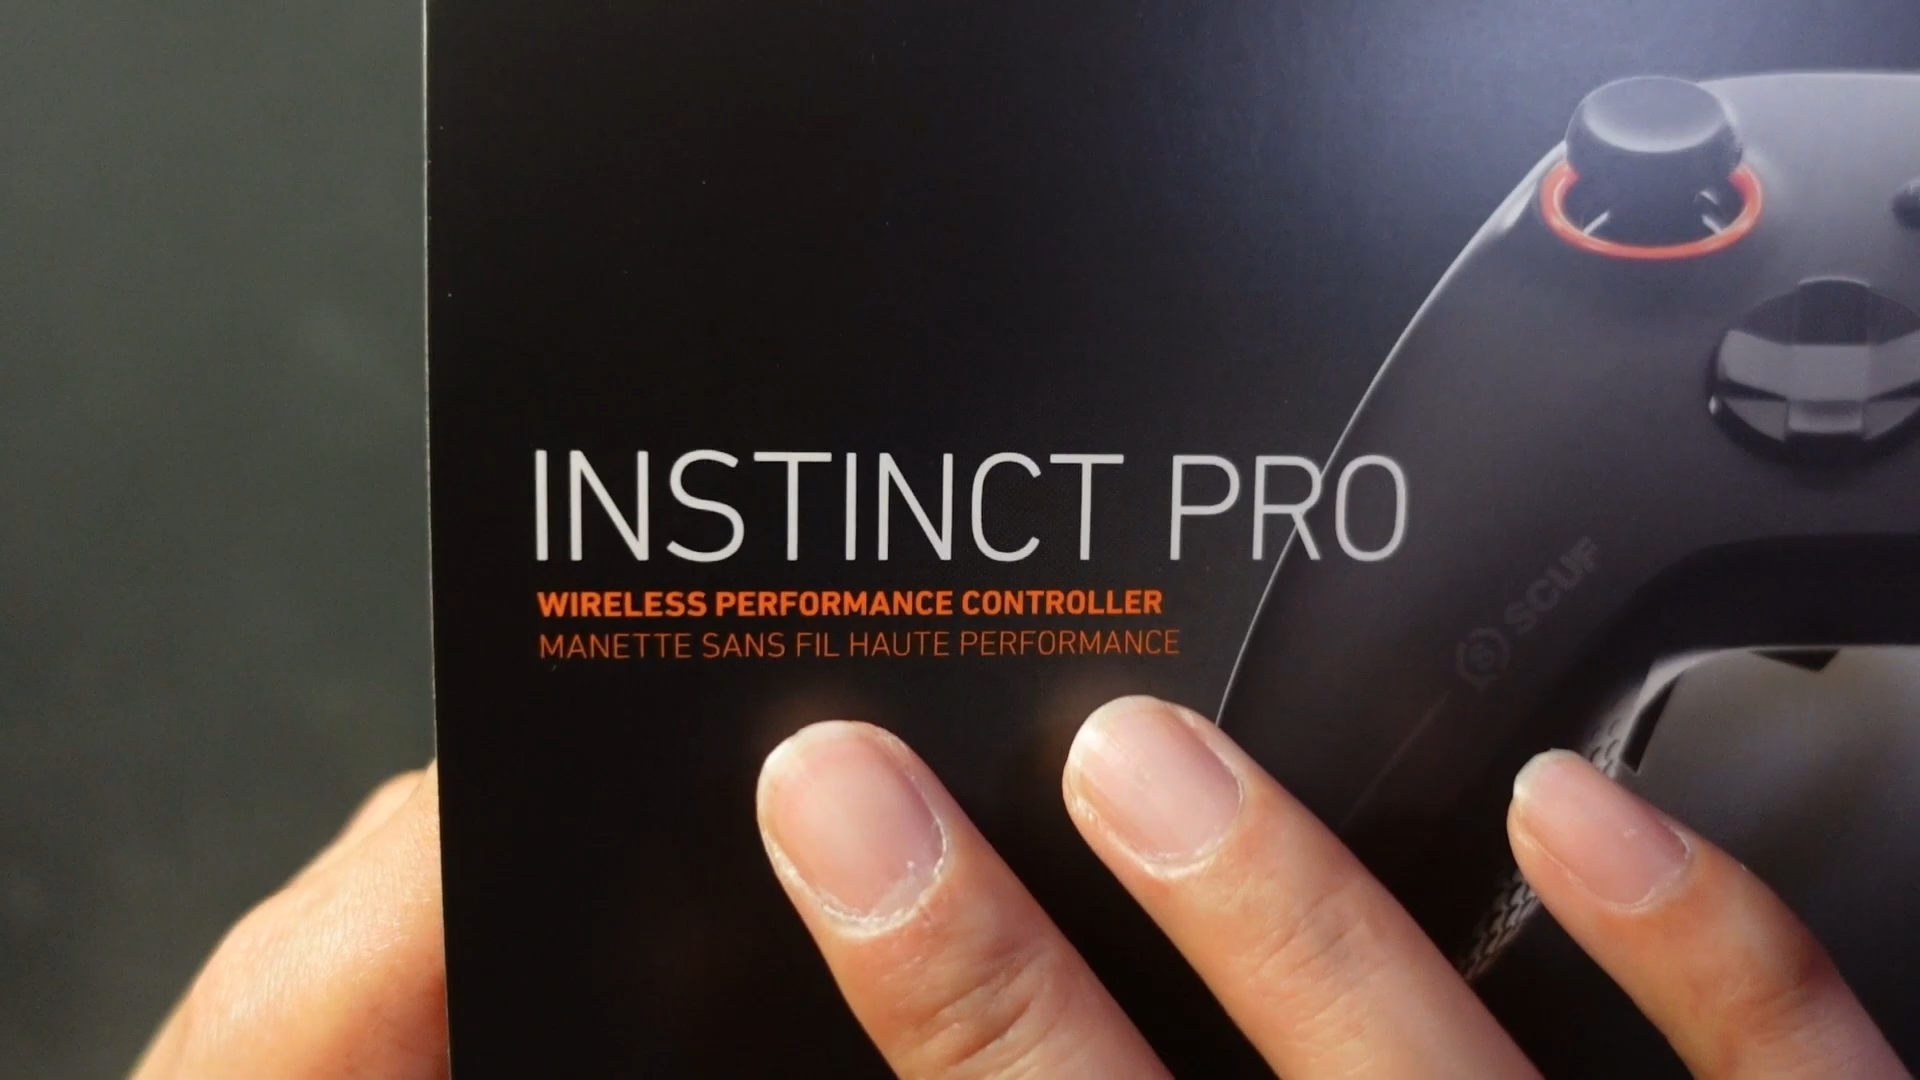 INSTINCT PRO
WIRELESS PERFORMANCE CONTROLLER
MANETTE SANS FIL HAUTE PERFORMANCE
SCUF